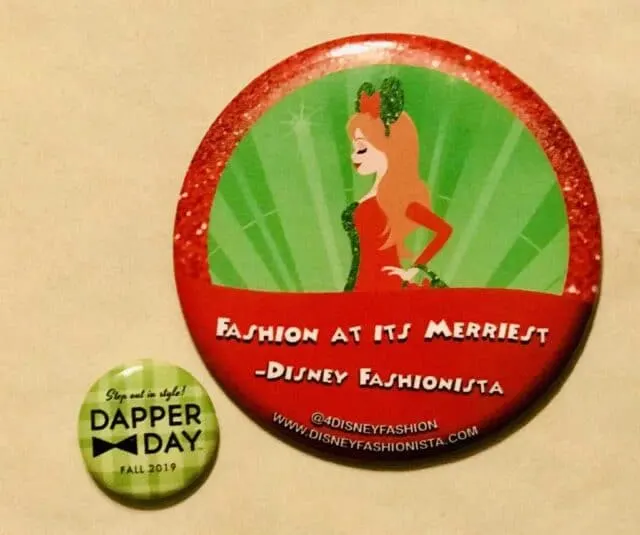 FASHION AT ITS MERRIEST
-DISNEY FASHIONISTA
@4DISNEYFASHION
WWW.DISNEYFASHIONISTA.COM
Step out in style!
DAPPER
DAY
FALL 2019